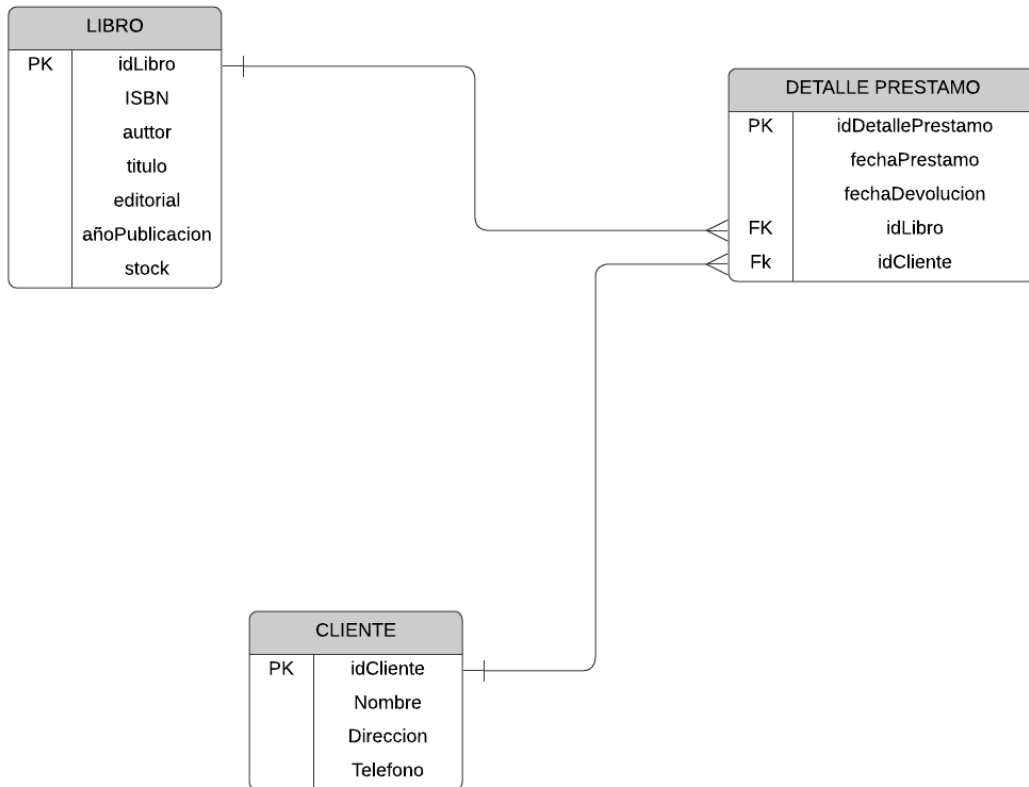 LIBRO
PK idLibro
ISBN
auttor
titulo
editorial
añoPublicacion
stock
DETALLE PRESTAMO
PK idDetallePrestamo
fechaPrestamo
fechaDevolucion
FK idLibro
Fk idCliente
CLIENTE
PK idCliente
Nombre
Direccion
Telefono